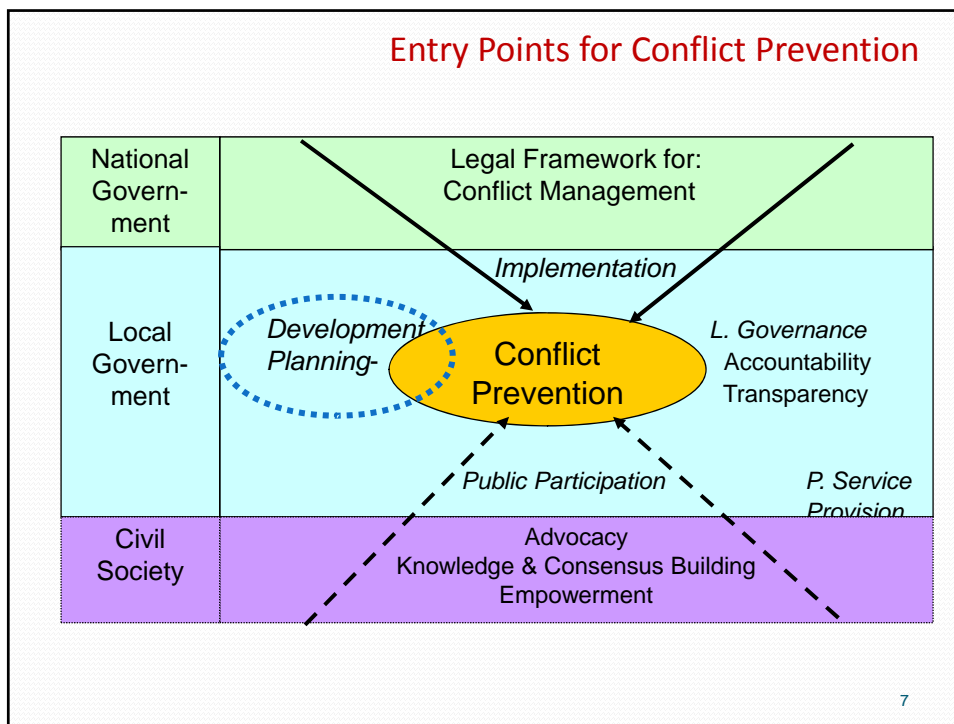 Entry Points for Conflict Prevention
National
Govern-
ment
Legal Framework for:
Conflict Management
Local
Govern-
ment
Implementation
Development
Planning-
Conflict
Prevention
L. Governance
Accountability
Transparency
Public Participation
P. Service
Provision
Civil
Society
Advocacy
Knowledge & Consensus Building
Empowerment
7